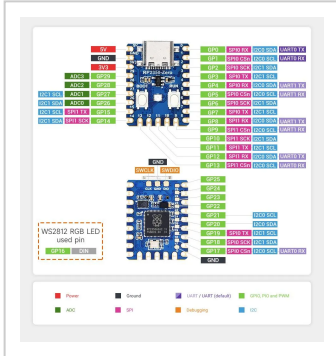 5V GP0 SPI0 RX I2C0 SDA UART0 TX
GND GP1 SPI0 CSn I2C0 SCL UART0 RX
3V3 GP2 SPI0 SCK I2C1 SDA
ADC3 GP29 GP3 SPI0 TX I2C1 SCL
ADC2 GP28 GP4 SPI0 RX I2C0 SDA UART1 TX
I2C1 SCL ADC1 GP27 GP5 SPI0 CSn I2C0 SCL UART1 RX
I2C1 SDA ADC0 GP26 GP6 SPI0 SCK I2C1 SDA
I2C1 SCL SPI1 TX GP15 GP7 SPI0 TX I2C1 SCL
I2C1 SDA SPI1 SCK GP14 GP8 SPI1 RX I2C0 SDA UART1 TX
GP9 SPI1 CSn I2C0 SCL UART1 RX
GP10 SPI1 SCK I2C1 SDA
GP11 SPI1 TX I2C1 SCL
GP12 SPI1 RX I2C0 SDA UART0 TX
GP13 SPI1 CSn I2C0 SCL UART0 RX
RP2350-Zero
BOOT RUN
GND
SWCLK SWDIO
GP25
GP24
GP23
GP22
GP21 I2C0 SCL
GP20 I2C0 SDA
GP19 SPI0 TX I2C1 SCL
GP18 SPI0 SCK I2C1 SDA
GP17 SPI0 CSn I2C0 SCL UART0 RX
GND
WS2812 RGB LED
used pin
GP16 DIN
Power Ground UART / UART (default) GPIO, PIO and PWM
ADC SPI Debugging I2C